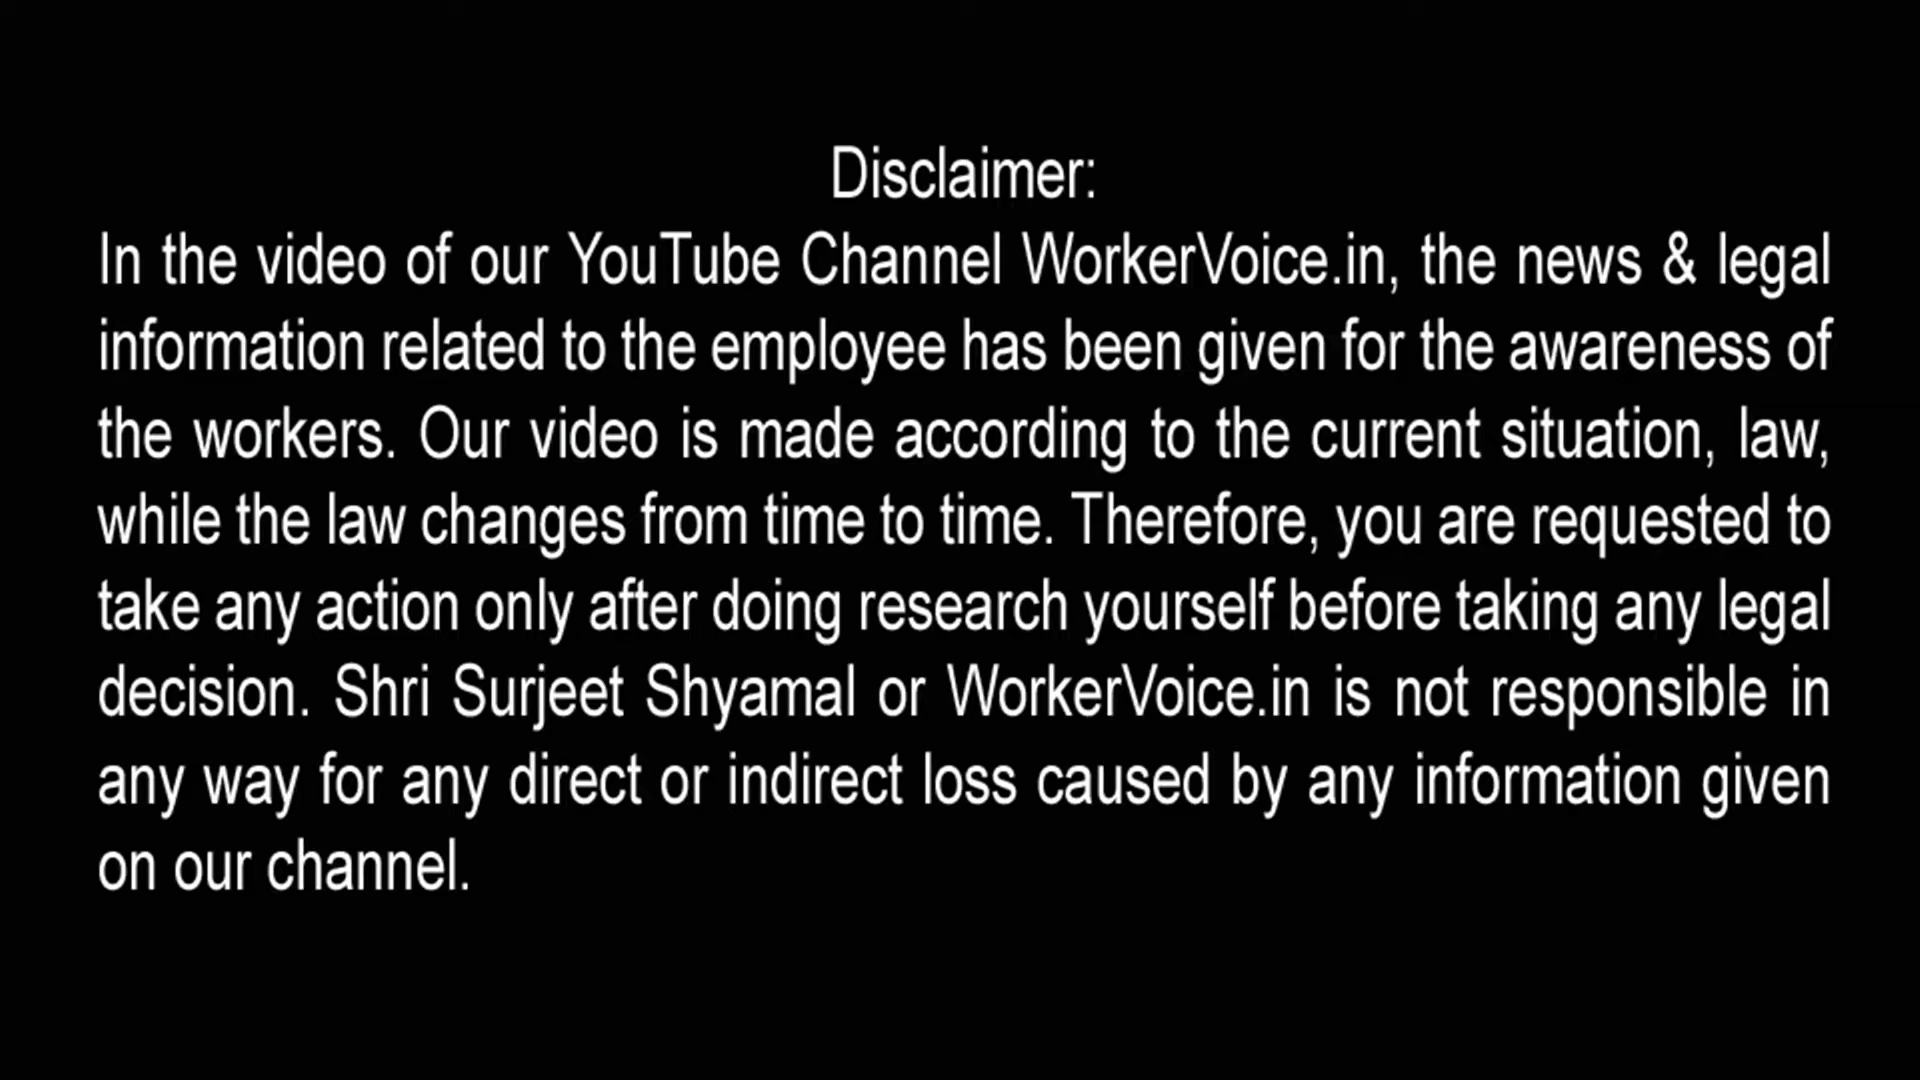 Disclaimer:
In the video of our YouTube Channel WorkerVoice.in, the news & legal
information related to the employee has been given for the awareness of
the workers. Our video is made according to the current situation, law,
while the law changes from time to time. Therefore, you are requested to
take any action only after doing research yourself before taking any legal
decision. Shri Surjeet Shyamal or WorkerVoice.in is not responsible in
any way for any direct or indirect loss caused by any information given
on our channel.